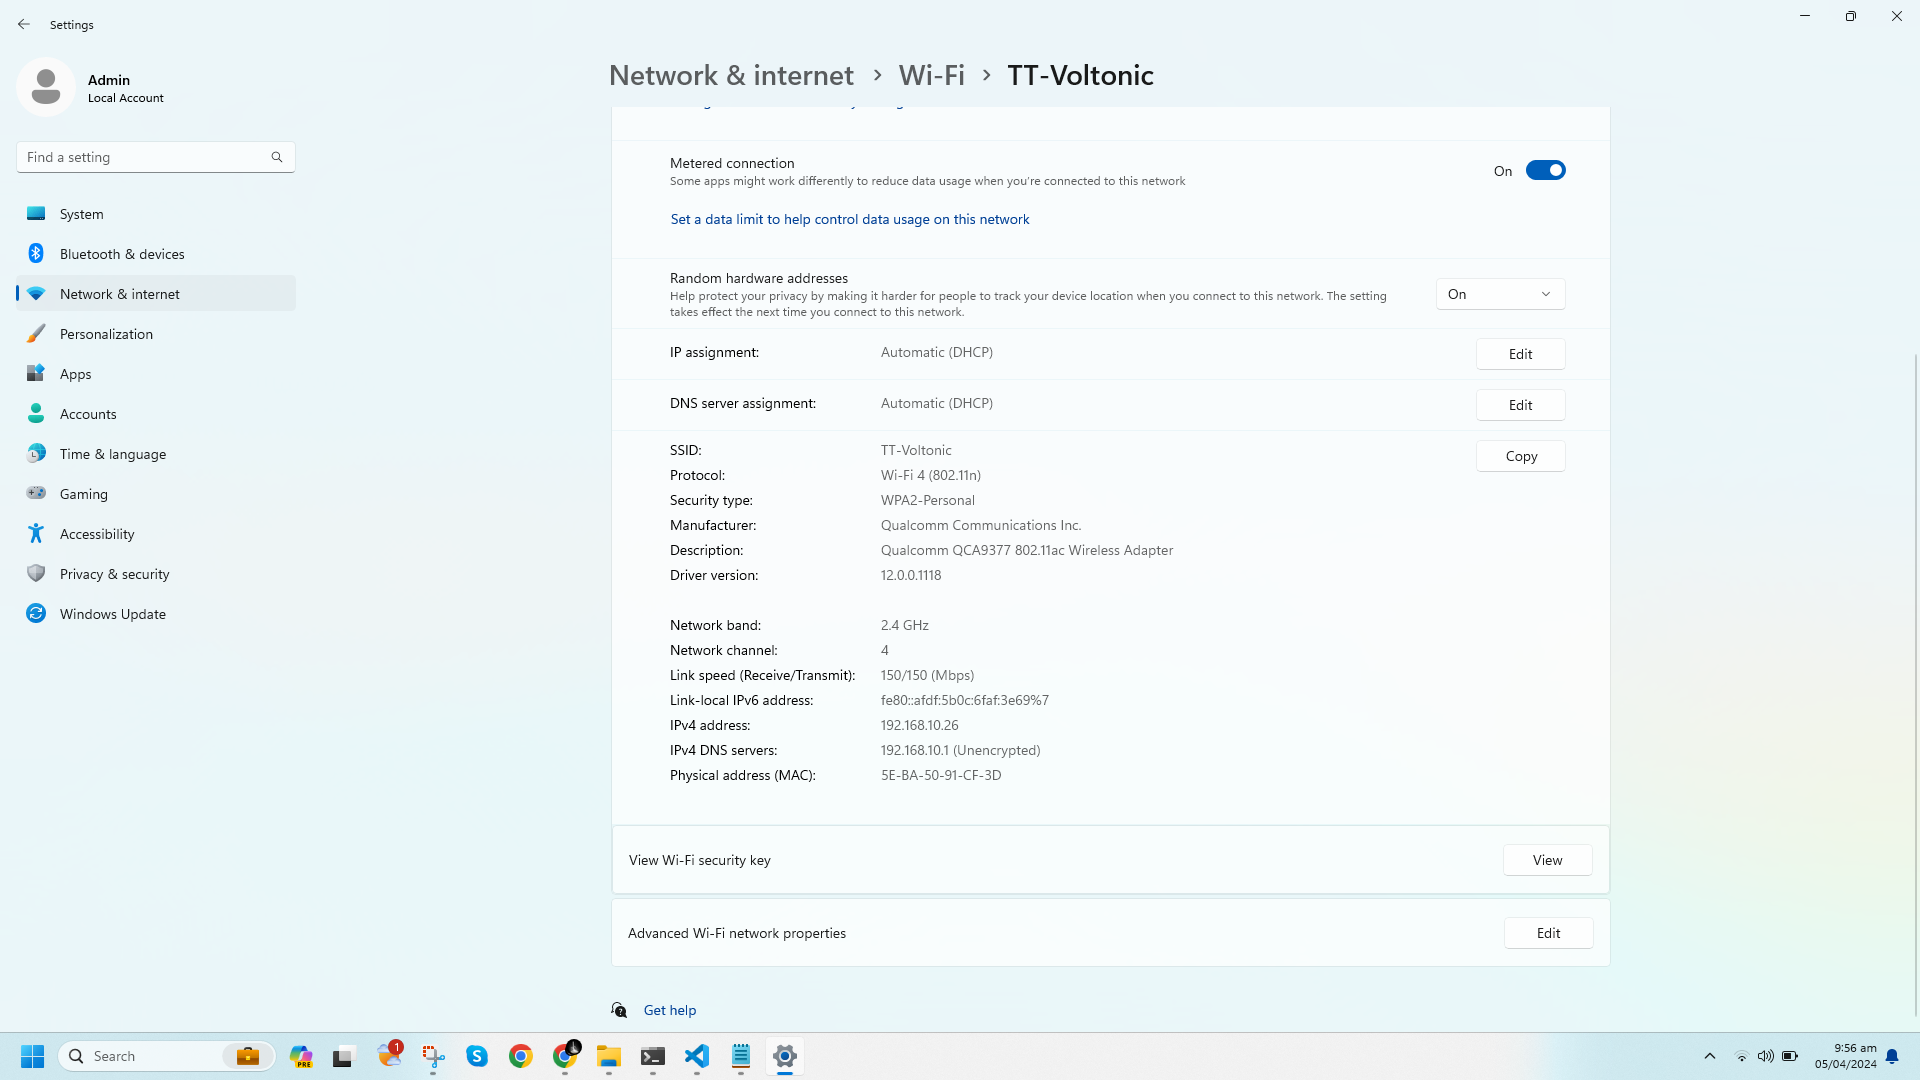 Settings
Admin
Local Account
Find a setting
System
Bluetooth & devices
Network & internet
Personalization
Apps
Accounts
Time & language
Gaming
Accessibility
Privacy & security
Windows Update
Network & internet > Wi-Fi > TT-Voltonic
Metered connection
Some apps might work differently to reduce data usage when you're connected to this network
On
Set a data limit to help control data usage on this network
Random hardware addresses
Help protect your privacy by making it harder for people to track your device location when you connect to this network. The setting
takes effect the next time you connect to this network.
On
IP assignment: Automatic (DHCP) Edit
DNS server assignment: Automatic (DHCP) Edit
SSID: TT-Voltonic Copy
Protocol: Wi-Fi 4 (802.11n)
Security type: WPA2-Personal
Manufacturer: Qualcomm Communications Inc.
Description: Qualcomm QCA9377 802.11ac Wireless Adapter
Driver version: 12.0.0.1118
Network band: 2.4 GHz
Network channel: 4
Link speed (Receive/Transmit): 150/150 (Mbps)
Link-local IPv6 address: fe80::afdf:5b0c:6faf:3e69%7
IPv4 address: 192.168.10.26
IPv4 DNS servers: 192.168.10.1 (Unencrypted)
Physical address (MAC): 5E-BA-50-91-CF-3D
View Wi-Fi security key View
Advanced Wi-Fi network properties Edit
Get help
Search
PRE
1
9:56 am
05/04/2024